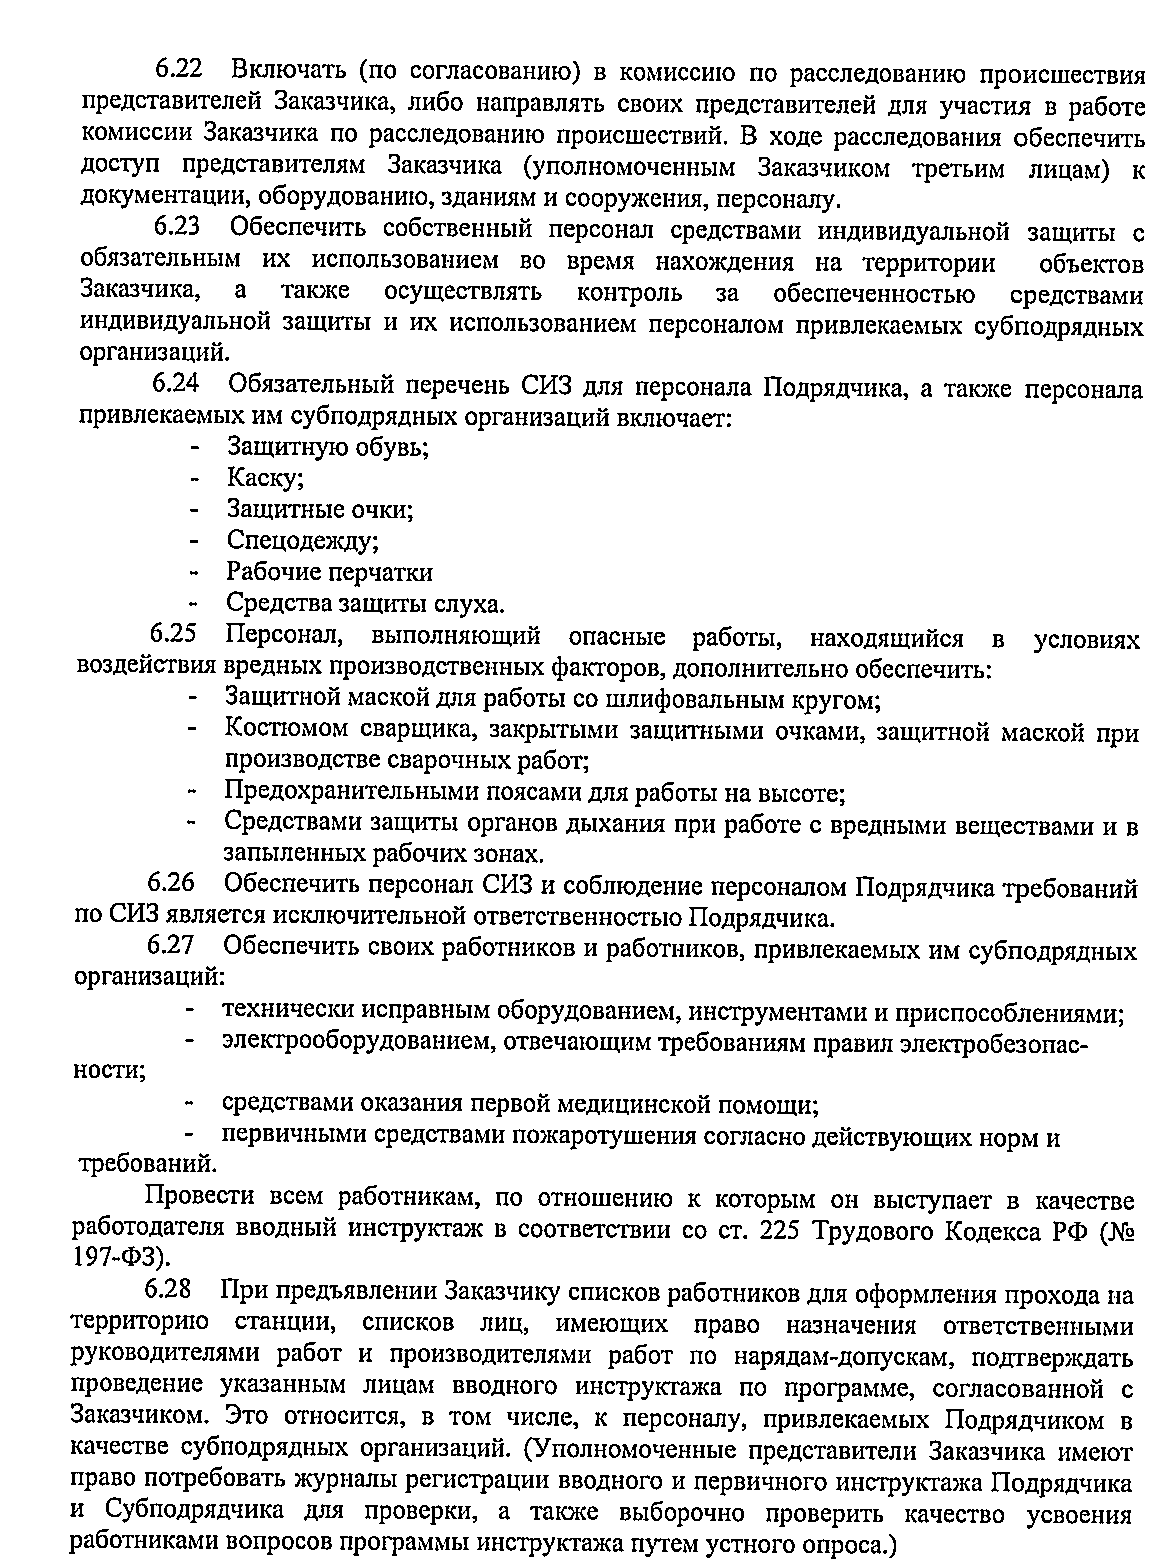 6.22 Включать (по согласованию) в комиссию по расследованию происшествия
представителей Заказчика, либо направлять своих представителей для участия в работе
комиссии Заказчика по расследованию происшествий. В ходе расследования обеспечить
доступ представителям Заказчика (уполномоченным Заказчиком третьим лицам) к
документации, оборудованию, зданиям и сооружения, персоналу.
6.23 Обеспечить собственный персонал средствами индивидуальной защиты с
обязательным их использованием во время нахождения на территории объектов
Заказчика, а также осуществлять контроль за обеспеченностью средствами
индивидуальной защиты и их использованием персоналом привлекаемых субподрядных
организаций.
6.24 Обязательный перечень СИЗ для персонала Подрядчика, а также персонала
привлекаемых им субподрядных организаций включает:
- Защитную обувь;
- Каску;
- Защитные очки;
- Спецодежду;
- Рабочие перчатки
- Средства защиты слуха.
6.25 Персонал, выполняющий опасные работы, находящийся в условиях
воздействия вредных производственных факторов, дополнительно обеспечить:
- Защитной маской для работы со шлифовальным кругом;
- Костюмом сварщика, закрытыми защитными очками, защитной маской при
производстве сварочных работ;
- Предохранительными поясами для работы на высоте;
- Средствами защиты органов дыхания при работе с вредными веществами и в
запыленных рабочих зонах.
6.26 Обеспечить персонал СИЗ и соблюдение персоналом Подрядчика требований
по СИЗ является исключительной ответственностью Подрядчика.
6.27 Обеспечить своих работников и работников, привлекаемых им субподрядных
организаций:
- технически исправным оборудованием, инструментами и приспособлениями;
- электрооборудованием, отвечающим требованиям правил электробезопас-
ности;
- средствами оказания первой медицинской помощи;
- первичными средствами пожаротушения согласно действующих норм и
требований.
Провести всем работникам, по отношению к которым он выступает в качестве
работодателя вводный инструктаж в соответствии со ст. 225 Трудового Кодекса РФ (№
197-ФЗ).
6.28 При предъявлении Заказчику списков работников для оформления прохода на
территорию станции, списков лиц, имеющих право назначения ответственными
руководителями работ и производителями работ по нарядам-допускам, подтверждать
проведение указанным лицам вводного инструктажа по программе, согласованной с
Заказчиком. Это относится, в том числе, к персоналу, привлекаемых Подрядчиком в
качестве субподрядных организаций. (Уполномоченные представители Заказчика имеют
право потребовать журналы регистрации вводного и первичного инструктажа Подрядчика
и Субподрядчика для проверки, а также выборочно проверить качество усвоения
работниками вопросов программы инструктажа путем устного опроса.)